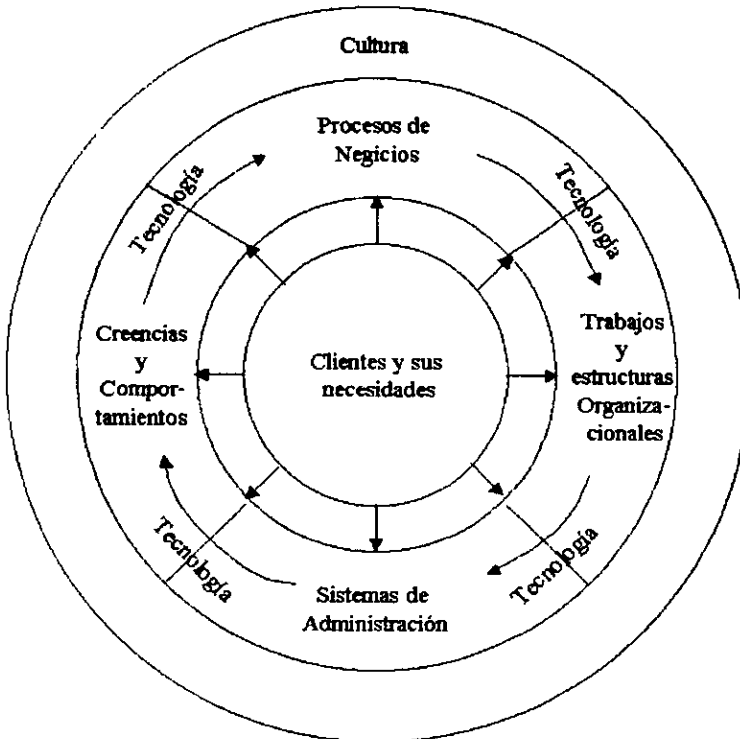 Cultura
Procesos de
Negicios
Tecnología
Tecnología
Creencias
y
Compor-
tamientos
Clientes y sus
necesidades
Trabajos
y
estructuras
Organiza-
cionales
Tecnología
Tecnología
Sistemas de
Administración